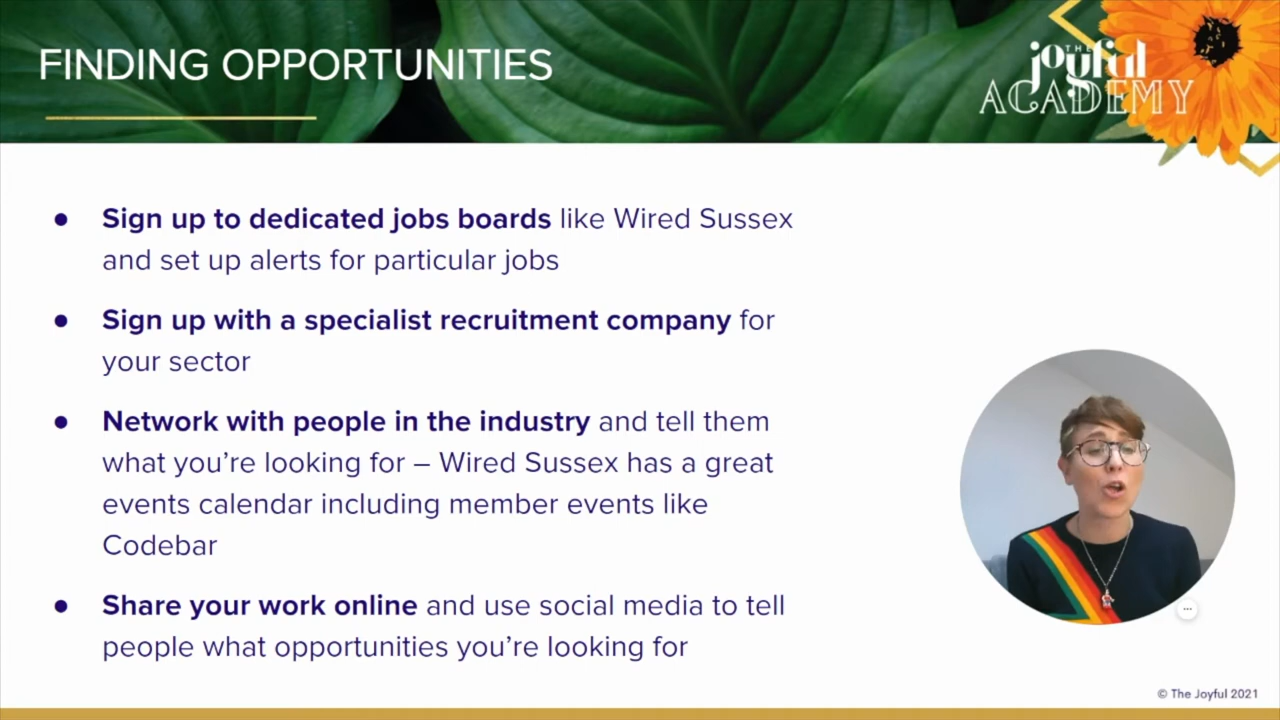 FINDING OPPORTUNITIES
THE
joyful
ACADEMY
● Sign up to dedicated jobs boards like Wired Sussex
and set up alerts for particular jobs
● Sign up with a specialist recruitment company for
your sector
● Network with people in the industry and tell them
what you’re looking for – Wired Sussex has a great
events calendar including member events like
Codebar
● Share your work online and use social media to tell
people what opportunities you’re looking for
© The Joyful 2021